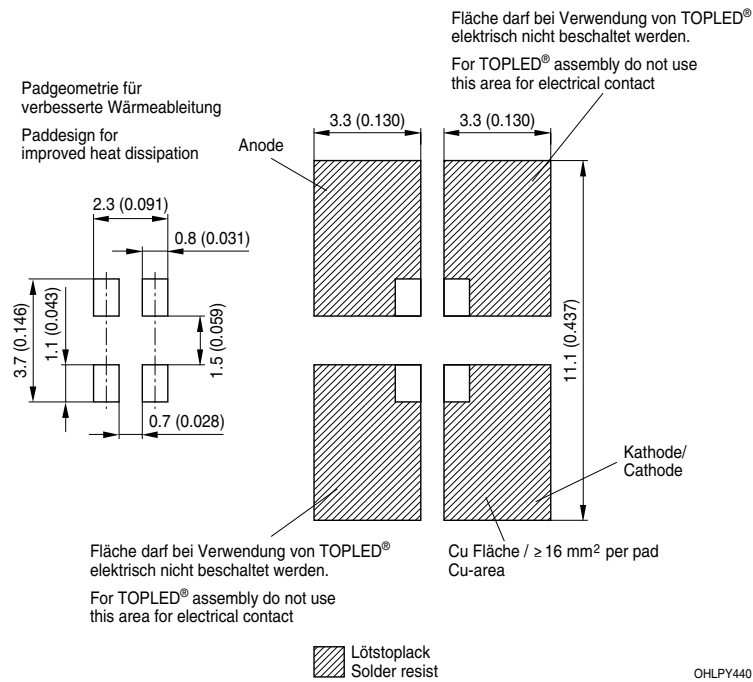 Fläche darf bei Verwendung von TOPLED®
elektrisch nicht beschaltet werden.
For TOPLED® assembly do not use
this area for electrical contact
Padgeometrie für
verbesserte Wärmeableitung
Paddesign for
improved heat dissipation
Anode
3.3 (0.130)
3.3 (0.130)
2.3 (0.091)
0.8 (0.031)
3.7 (0.146)
1.1 (0.043)
1.5 (0.059)
11.1 (0.437)
0.7 (0.028)
Kathode/
Cathode
Fläche darf bei Verwendung von TOPLED®
elektrisch nicht beschaltet werden.
For TOPLED® assembly do not use
this area for electrical contact
Cu Fläche / ≥ 16 mm² per pad
Cu-area
Lötstoplack
Solder resist
OHLPY440